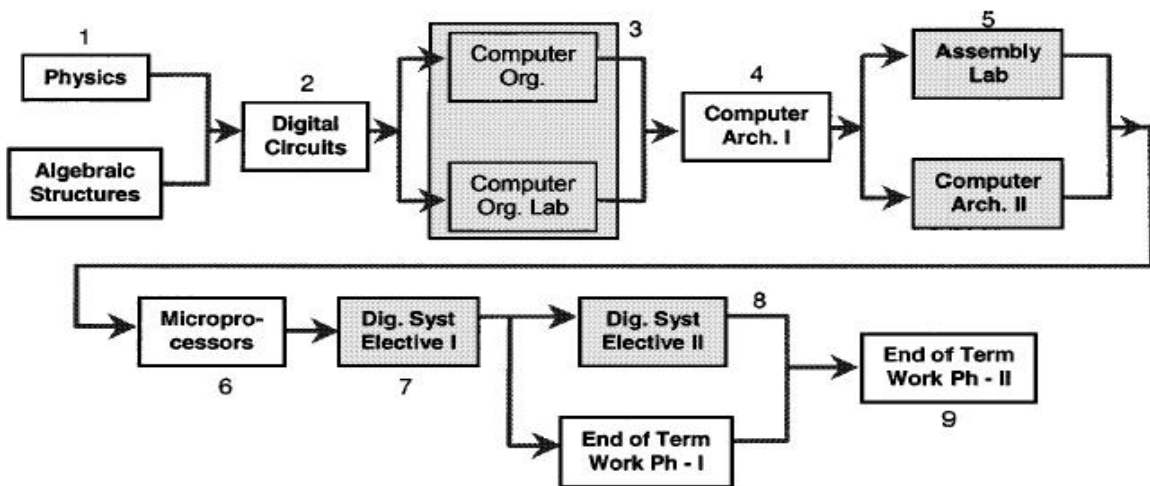 1
Physics
Algebraic
Structures
2
Digital
Circuits
3
Computer
Org.
Computer
Org. Lab
4
Computer
Arch. I
5
Assembly
Lab
Computer
Arch. II
Micropro-
cessors
6
Dig. Syst
Elective I
7
Dig. Syst
Elective II
8
End of Term
Work Ph - I
End of Term
Work Ph - II
9